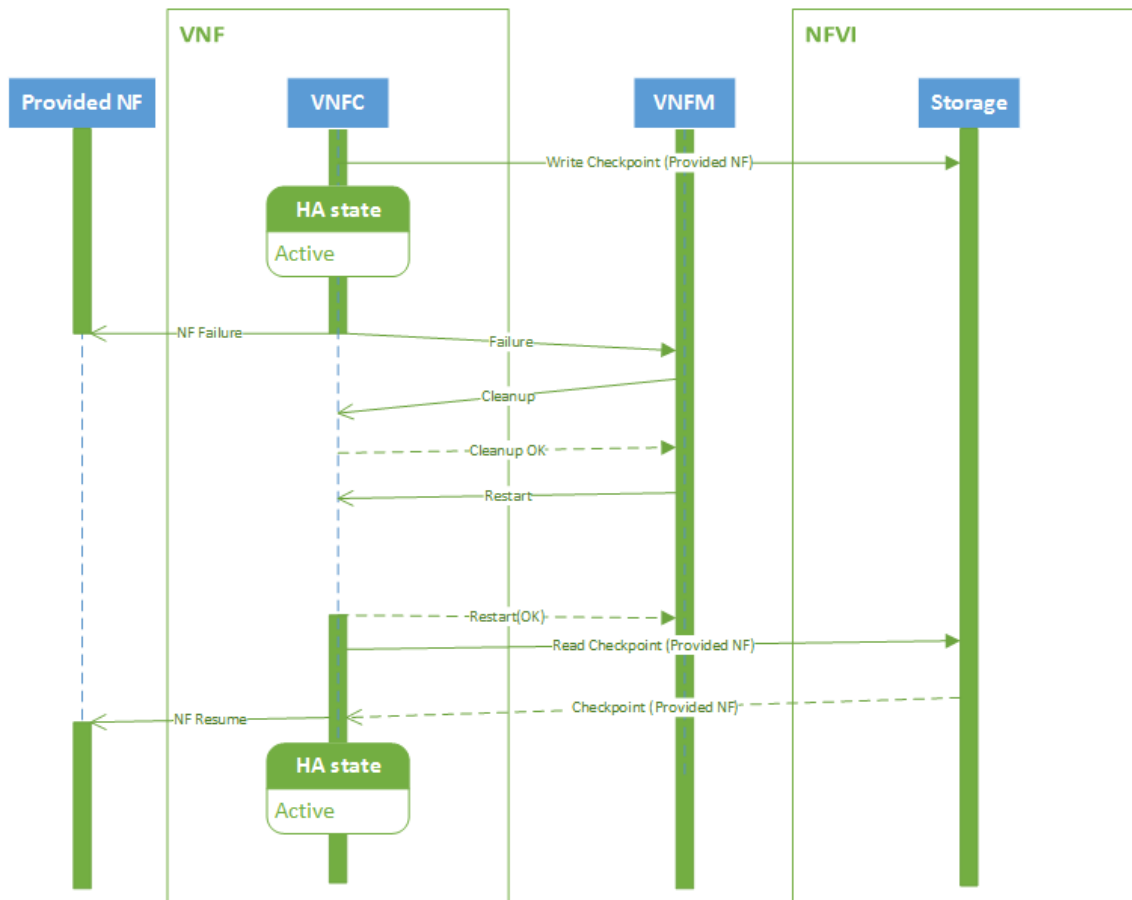 VNF
NFVI
Provided NF
VNFC
VNFM
Storage
Write Checkpoint (Provided NF)
HA state
Active
NF Failure
Failure
Cleanup
Cleanup OK
Restart
Restart(OK)
Read Checkpoint (Provided NF)
Checkpoint (Provided NF)
NF Resume
HA state
Active